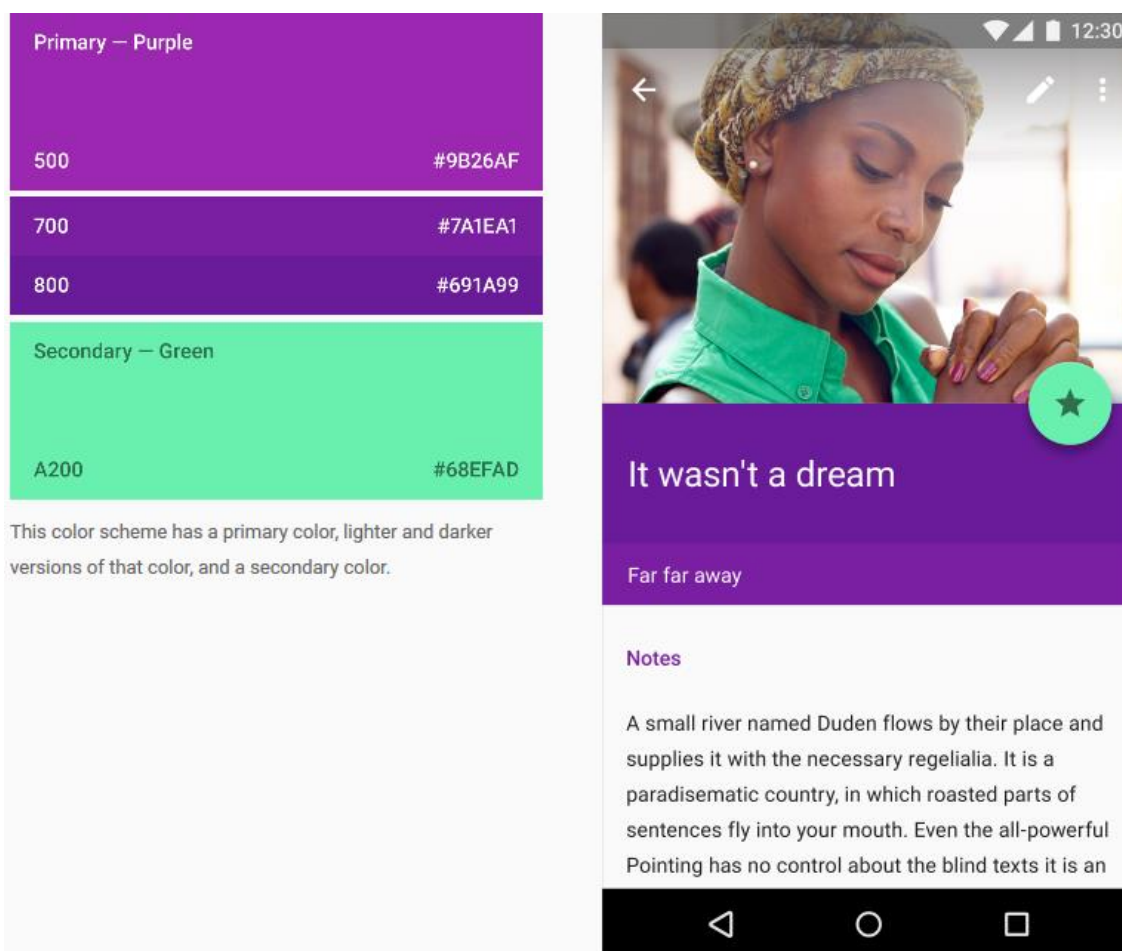 Primary — Purple
500 #9B26AF
700 #7A1EA1
800 #691A99
Secondary — Green
A200 #68EFAD
This color scheme has a primary color, lighter and darker
versions of that color, and a secondary color.
12:30
It wasn't a dream
Far far away
Notes
A small river named Duden flows by their place and
supplies it with the necessary regelialia. It is a
paradisematic country, in which roasted parts of
sentences fly into your mouth. Even the all-powerful
Pointing has no control about the blind texts it is an